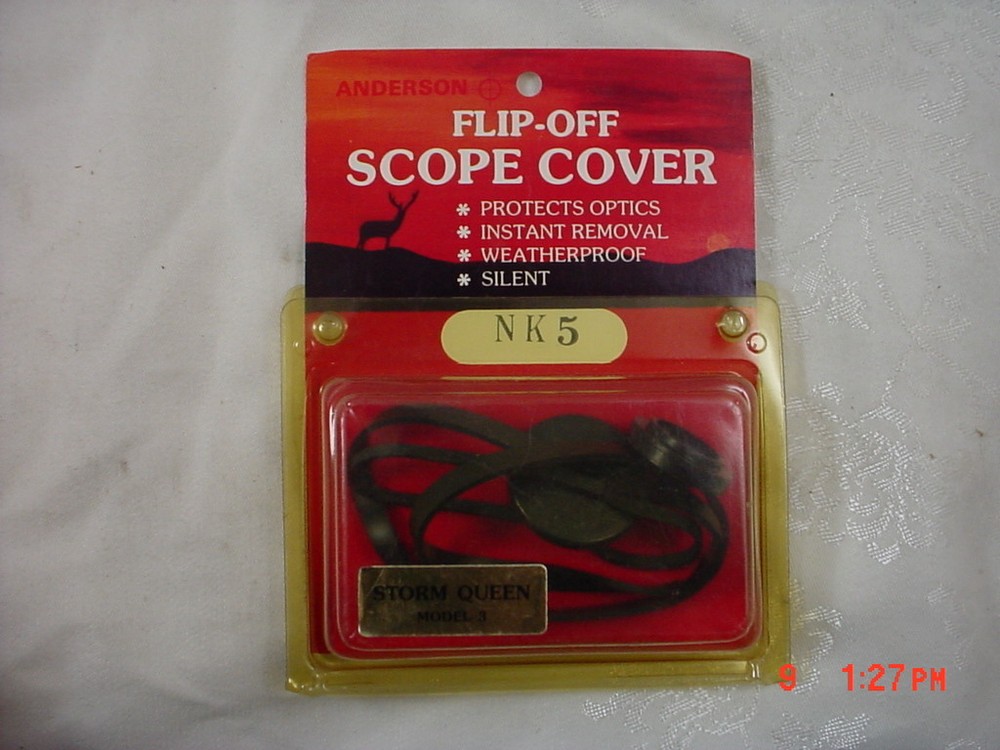 ANDERSON
FLIP-OFF
SCOPE COVER
* PROTECTS OPTICS
* INSTANT REMOVAL
* WEATHERPROOF
* SILENT
NK5
STORM QUEEN
MODEL 3
9 1:27PM